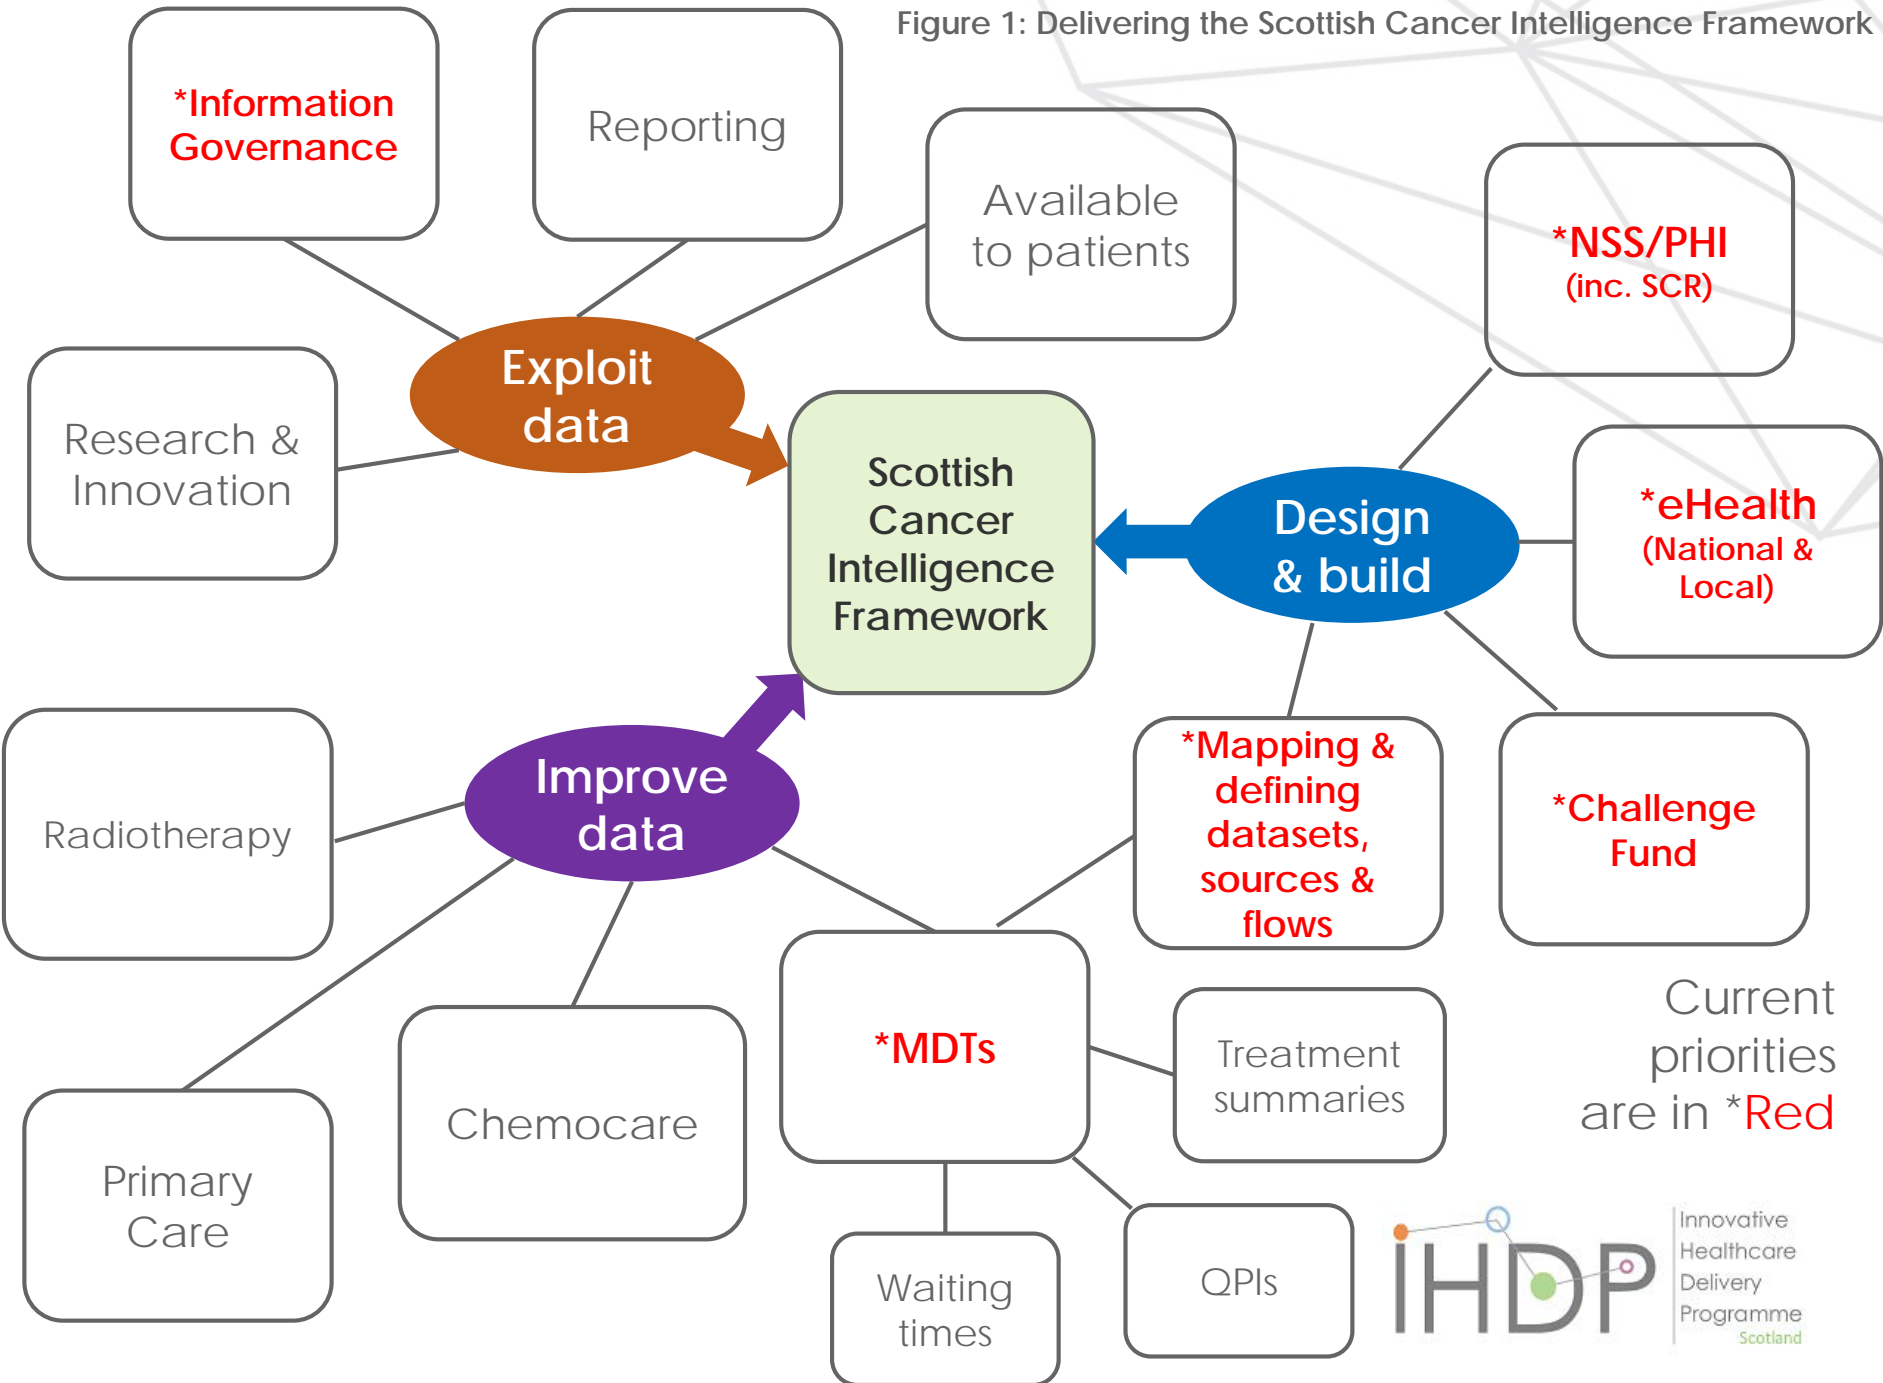 Figure 1: Delivering the Scottish Cancer Intelligence Framework
*Information
Governance
Reporting
Available
to patients
*NSS/PHI
(inc. SCR)
Exploit
data
Research &
Innovation
Scottish
Cancer
Intelligence
Framework
Design
& build
*eHealth
(National &
Local)
Improve
data
Radiotherapy
*Mapping &
defining
datasets,
sources &
flows
*Challenge
Fund
Primary
Care
Chemocare
*MDTs
Treatment
summaries
Waiting
times
QPIs
Current
priorities
are in *Red
IHDP
Innovative
Healthcare
Delivery
Programme
Scotland